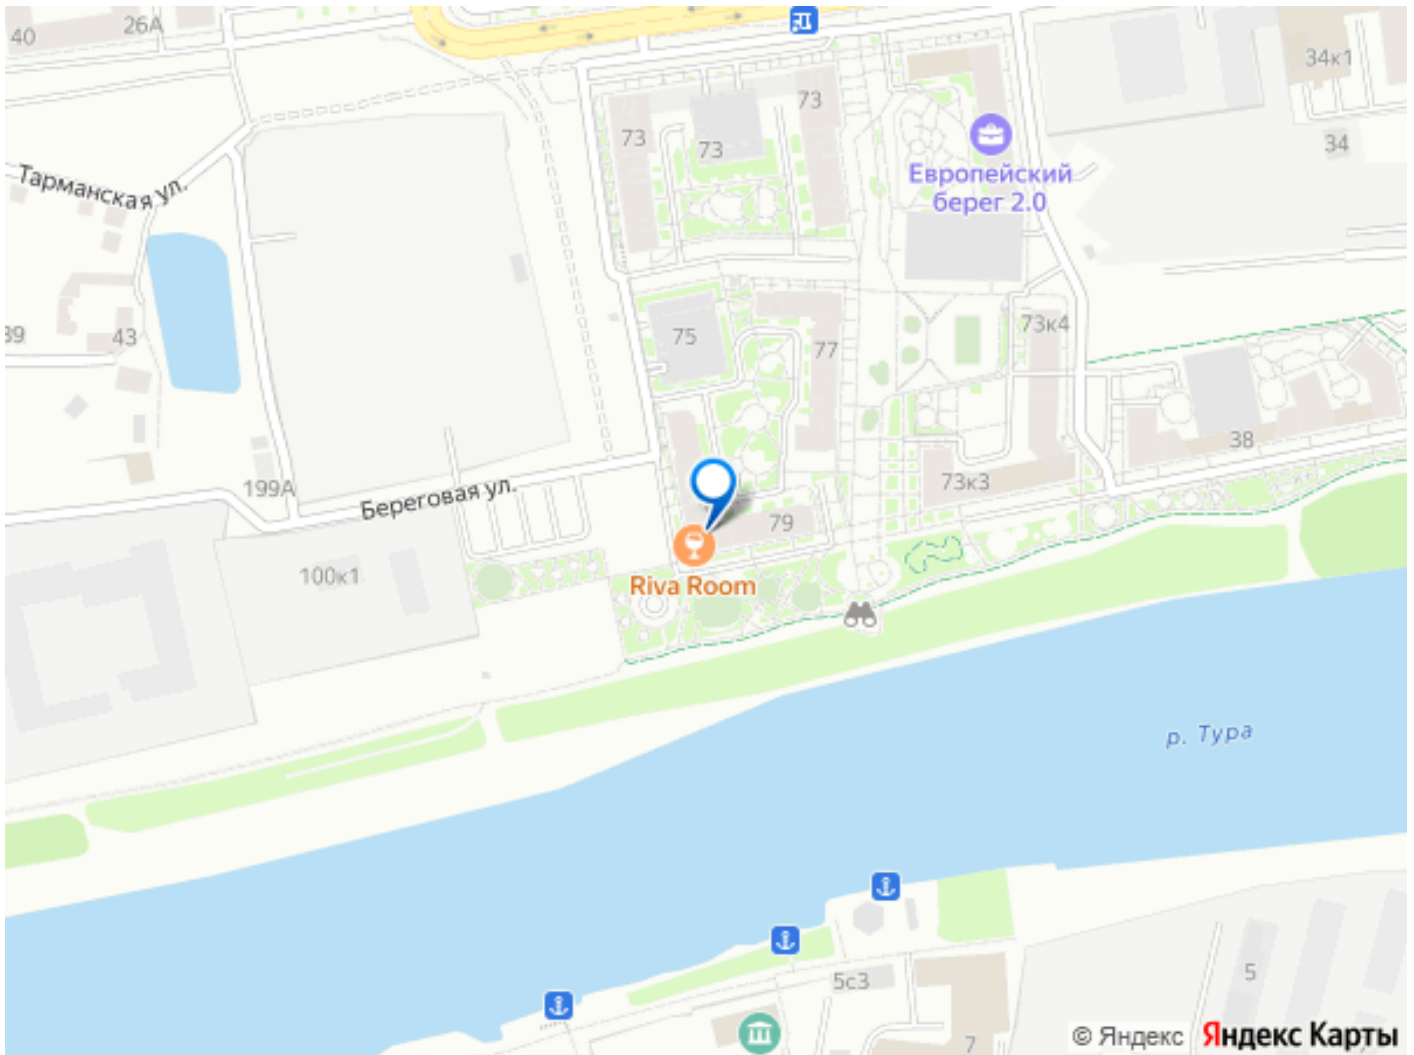 40
26А
34к1
73
73
73
34
Европейский
берег 2.0
Тарманская ул.
39
43
75
77
73к4
38
199А
Береговая ул.
73к3
79
100к1
Riva Room
р. Тура
5с3
5
7
© Яндекс
Яндекс Карты